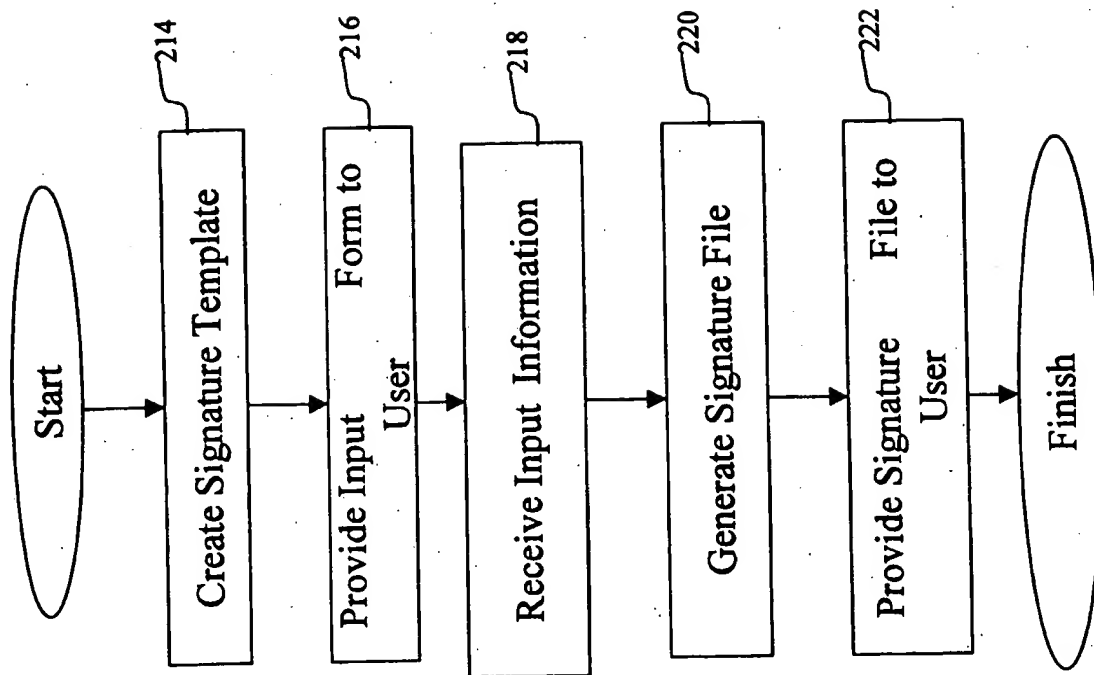 Start
214
Create Signature Template
216
Provide Input Form to
User
218
Receive Input Information
220
Generate Signature File
222
Provide Signature File to
User
Finish